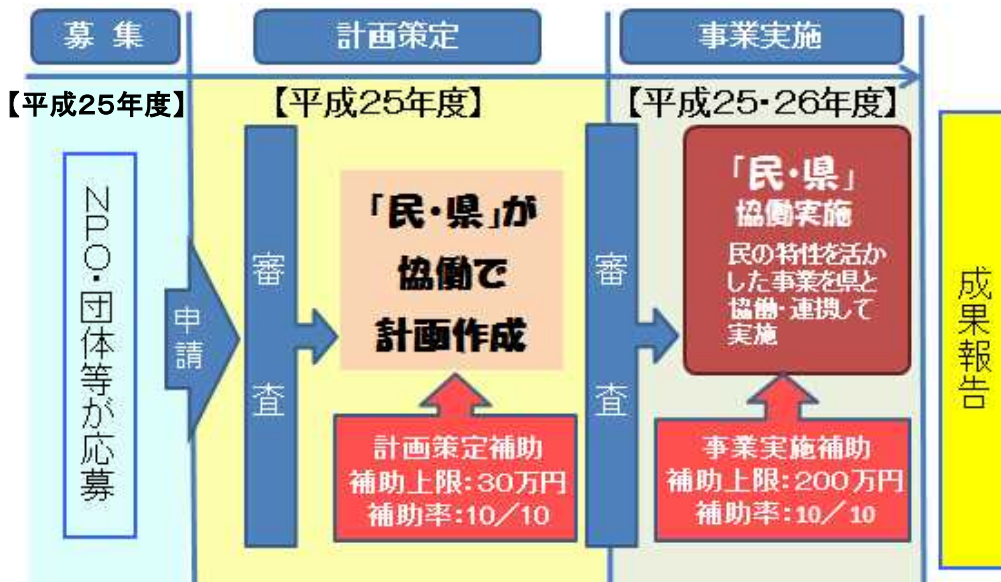 募 集
計画策定
事業実施
【平成25年度】
【平成25年度】
【平成25・26年度】
NPO・団体等が応募
申請
審査
「民・県」が
協働で
計画作成
計画策定補助
補助上限:30万円
補助率:10／10
審査
「民・県」
協働実施
民の特性を活か
した事業を県と
協働・連携して
実施
事業実施補助
補助上限:200万円
補助率:10／10
成果報告